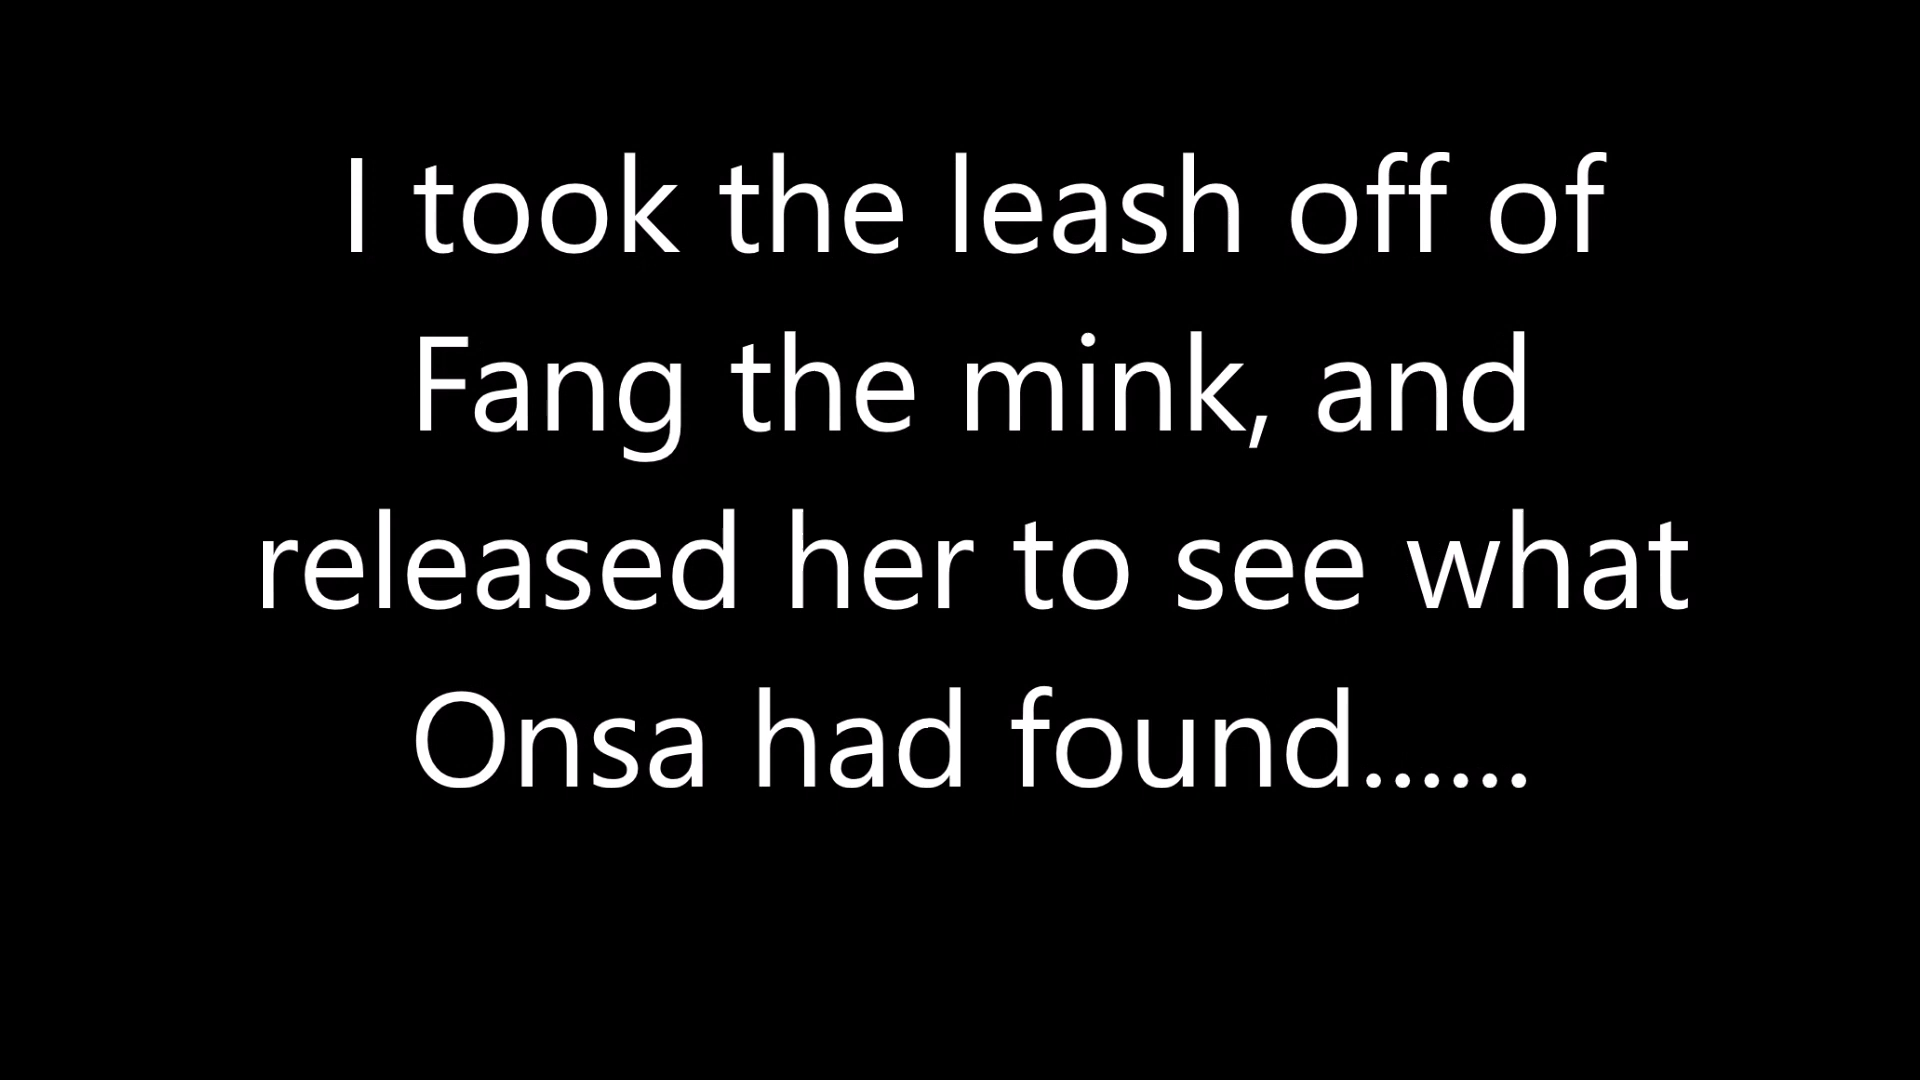 I took the leash off of
Fang the mink, and
released her to see what
Onsa had found......